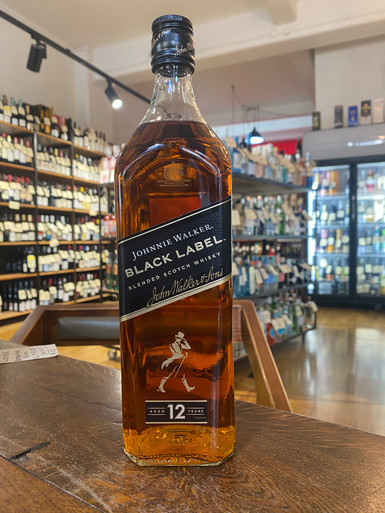 JOHNNIE WALKER
BLACK LABEL
BLENDED SCOTCH WHISKY
John Walker & Sons
AGED 12 YEARS